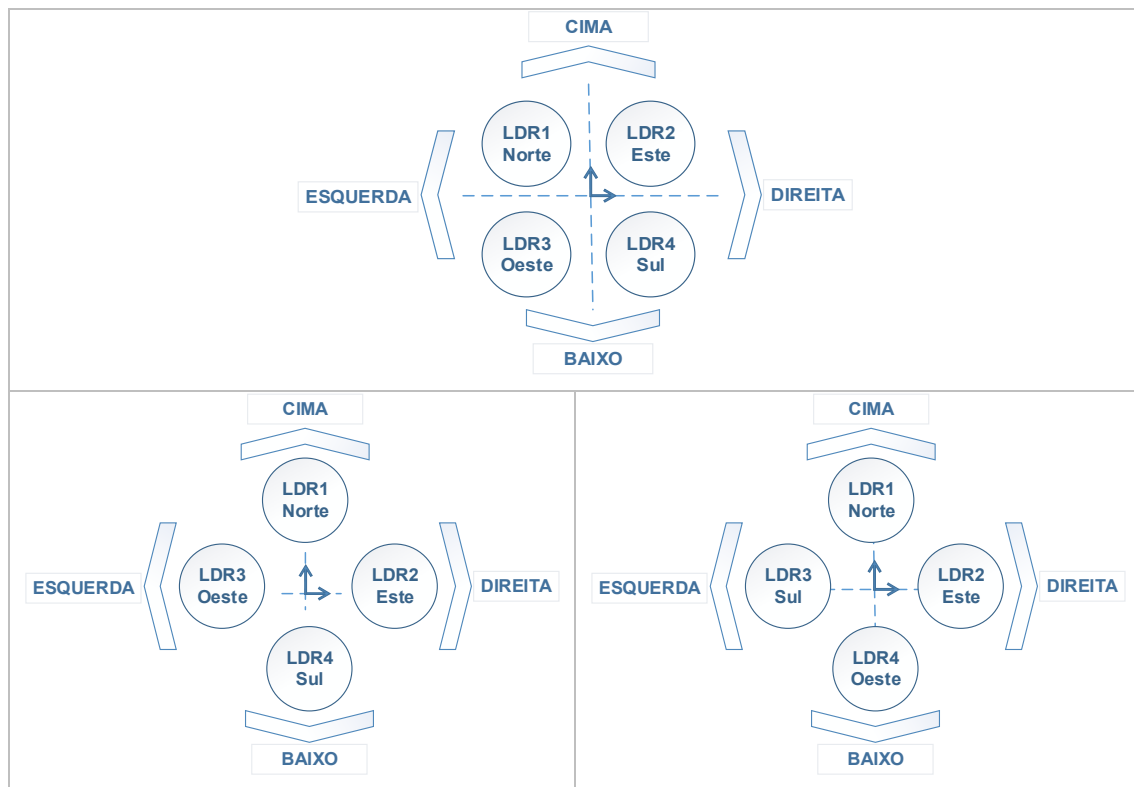 CIMA
LDR1
Norte
LDR2
Este
ESQUERDA
DIREITA
LDR3
Oeste
LDR4
Sul
BAIXO
CIMA
LDR1
Norte
ESQUERDA
LDR3
Oeste
LDR2
Este
DIREITA
LDR4
Sul
BAIXO
CIMA
LDR1
Norte
ESQUERDA
LDR3
Sul
LDR2
Este
DIREITA
LDR4
Oeste
BAIXO